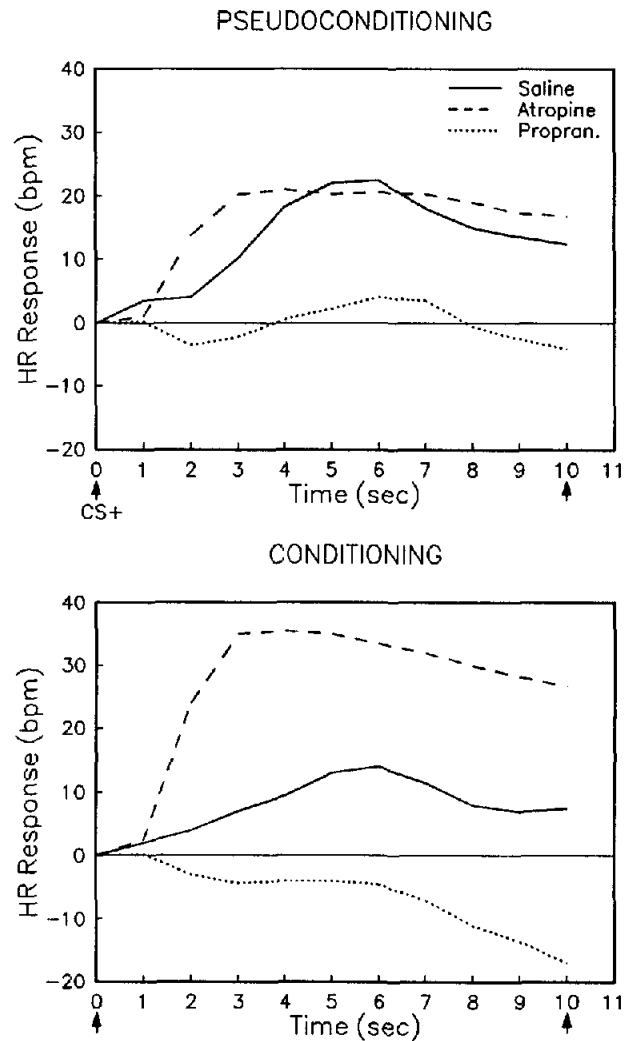 PSEUDOCONDITIONING
40
30
20
10
0
-10
-20
HR Response (bpm)
Saline
Atropine
Propran.
0 1 2 3 4 5 6 7 8 9 10 11
CS+
Time (sec)
CONDITIONING
40
30
20
10
0
-10
-20
HR Response (bpm)
0 1 2 3 4 5 6 7 8 9 10 11
Time (sec)